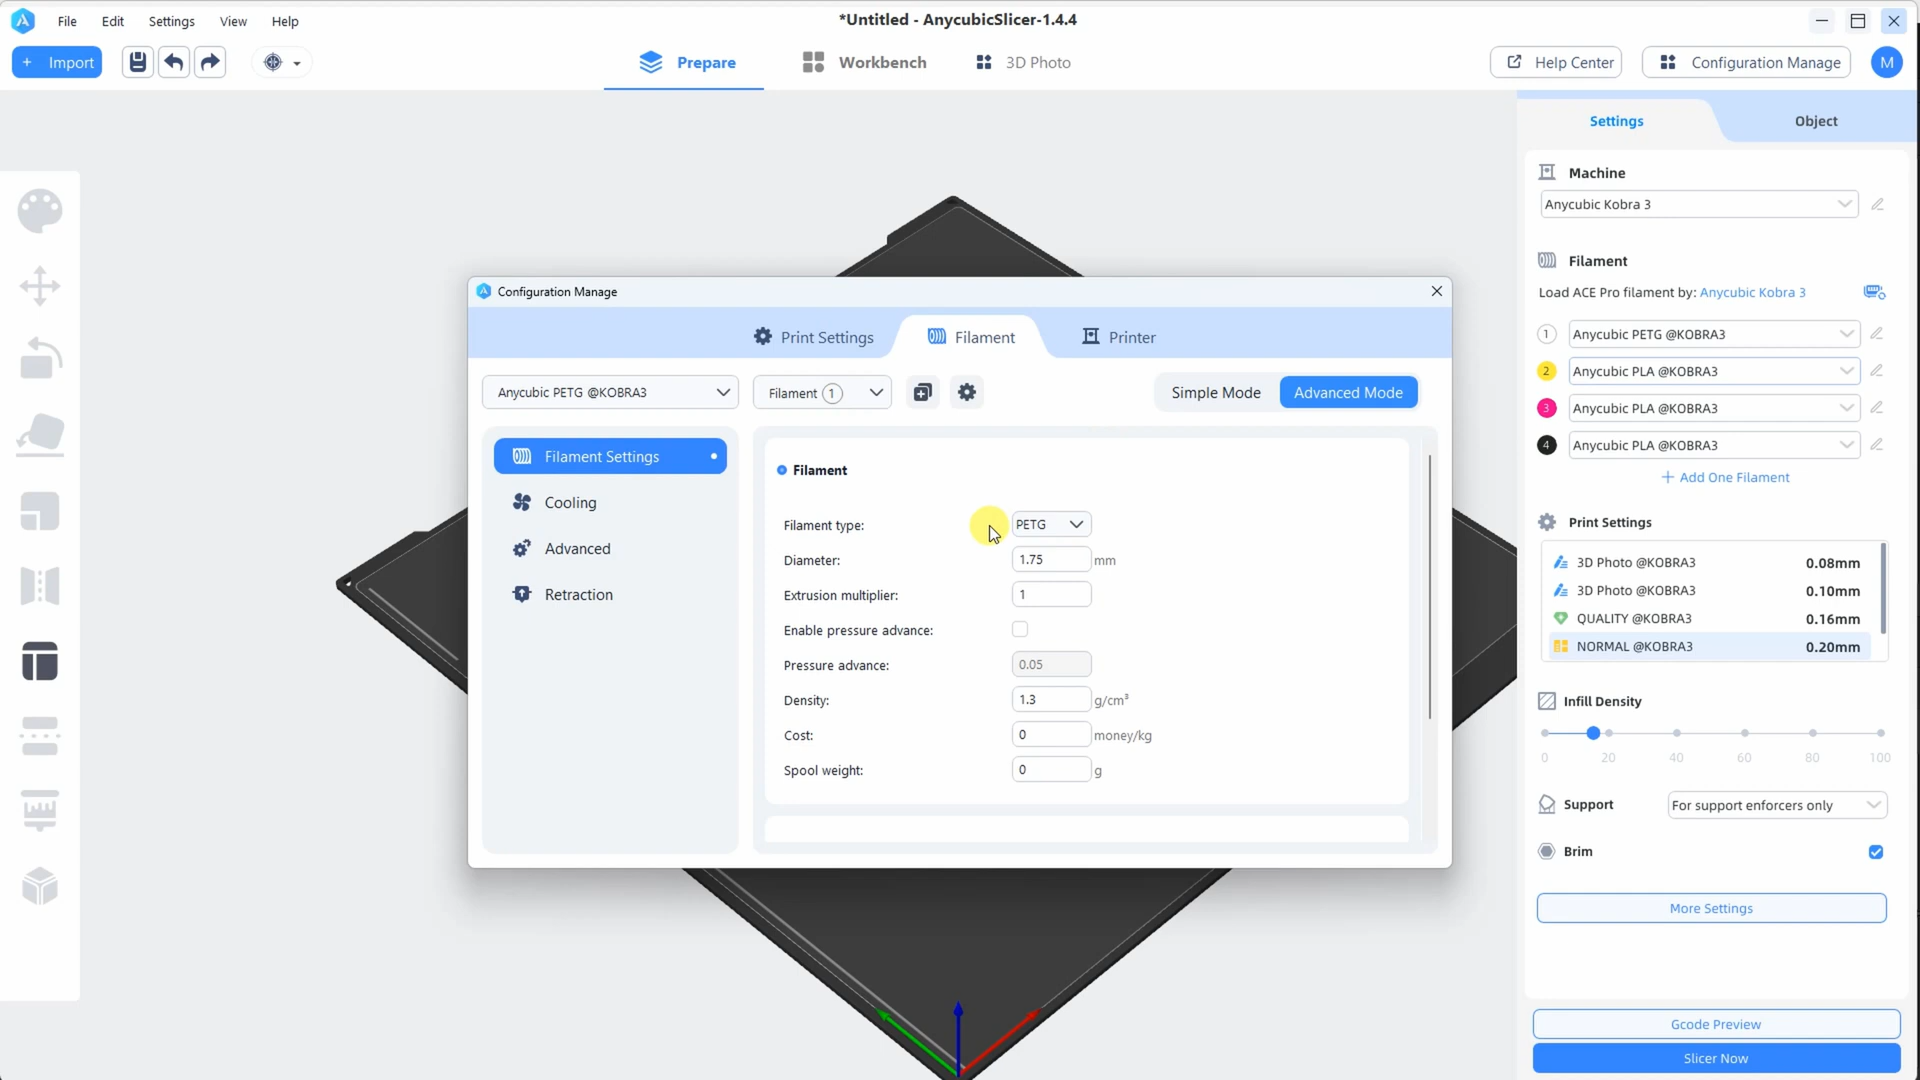 File Edit Settings View Help
*Untitled - AnycubicSlicer-1.4.4
+ Import
Prepare
Workbench
3D Photo
Help Center
Configuration Manage
M
Settings
Object
Machine
Anycubic Kobra 3
Filament
Load ACE Pro filament by: Anycubic Kobra 3
1 Anycubic PETG @KOBRA3
2 Anycubic PLA @KOBRA3
3 Anycubic PLA @KOBRA3
4 Anycubic PLA @KOBRA3
+ Add One Filament
Print Settings
3D Photo @KOBRA3 0.08mm
3D Photo @KOBRA3 0.10mm
QUALITY @KOBRA3 0.16mm
NORMAL @KOBRA3 0.20mm
Infill Density
0 20 40 60 80 100
Support For support enforcers only
Brim
More Settings
Gcode Preview
Slicer Now
Configuration Manage
Print Settings
Filament
Printer
Anycubic PETG @KOBRA3
Filament 1
Simple Mode
Advanced Mode
Filament Settings
Cooling
Advanced
Retraction
Filament
Filament type: PETG
Diameter: 1.75 mm
Extrusion multiplier: 1
Enable pressure advance:
Pressure advance: 0.05
Density: 1.3 g/cm³
Cost: 0 money/kg
Spool weight: 0 g